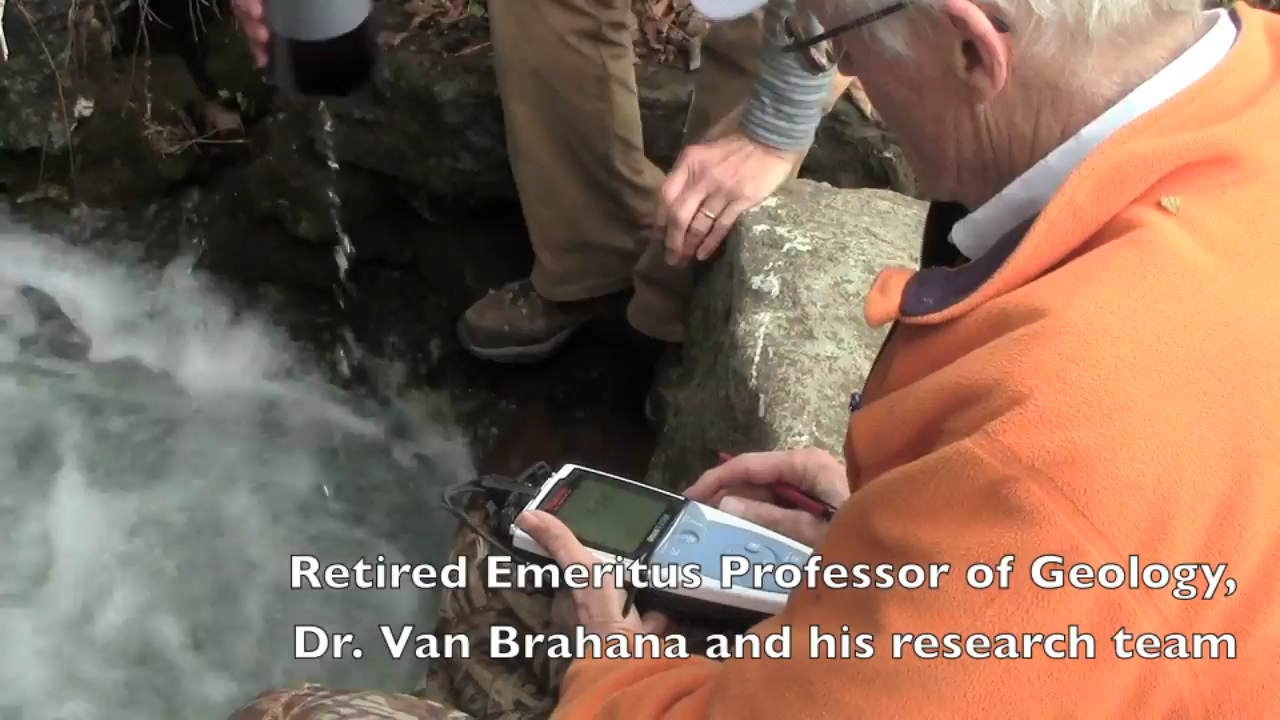 Retired Emeritus Professor of Geology,
Dr. Van Brahana and his research team